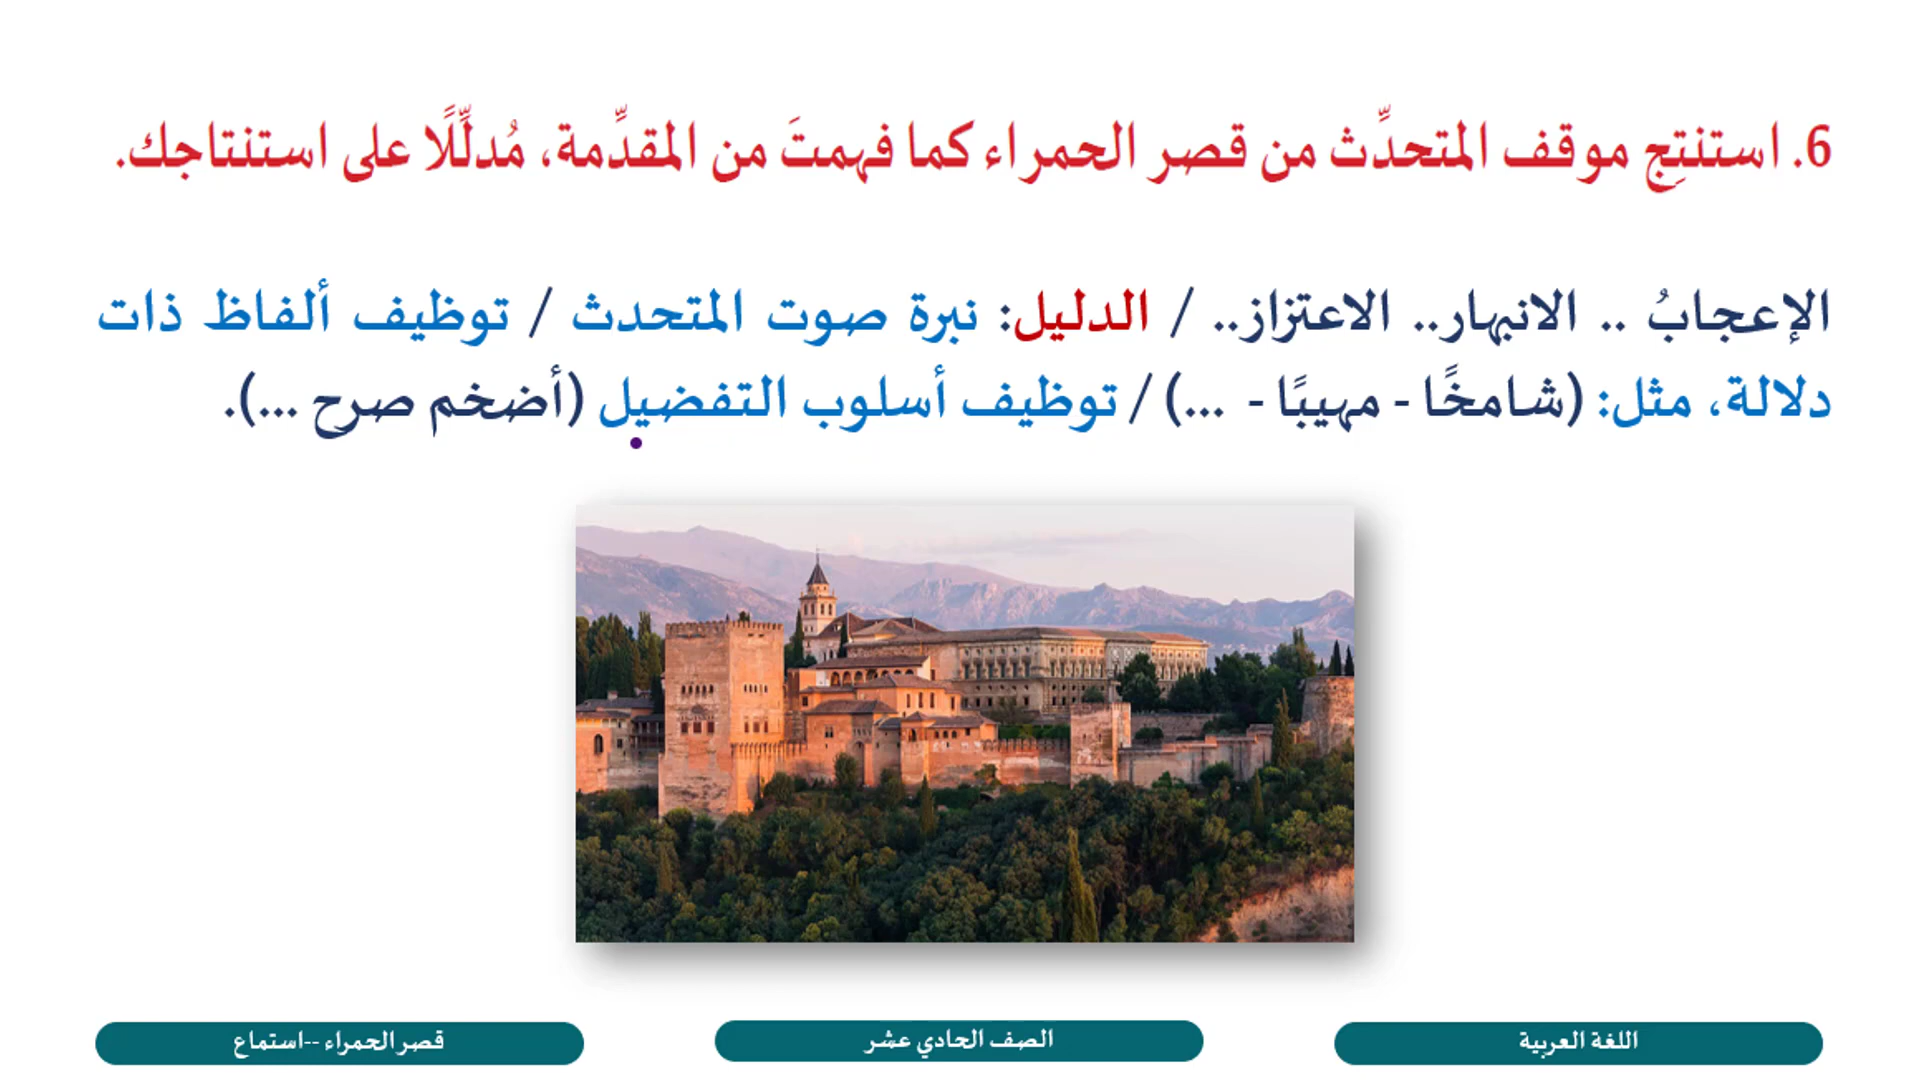 6. استنتِج موقف المتحدِّث من قصر الحمراء كما فهمتَ من المقدِّمة، مُدلِّلًا على استنتاجك.
الإعجابُ .. الانبهار.. الاعتزاز.. / الدليل: نبرة صوت المتحدث / توظيف ألفاظ ذات
دلالة، مثل: (شامخًا - مهيبًا - ...) / توظيف أسلوب التفضيل (أضخم صرح ...).
اللغة العربية
الصف الحادي عشر
قصر الحمراء --استماع